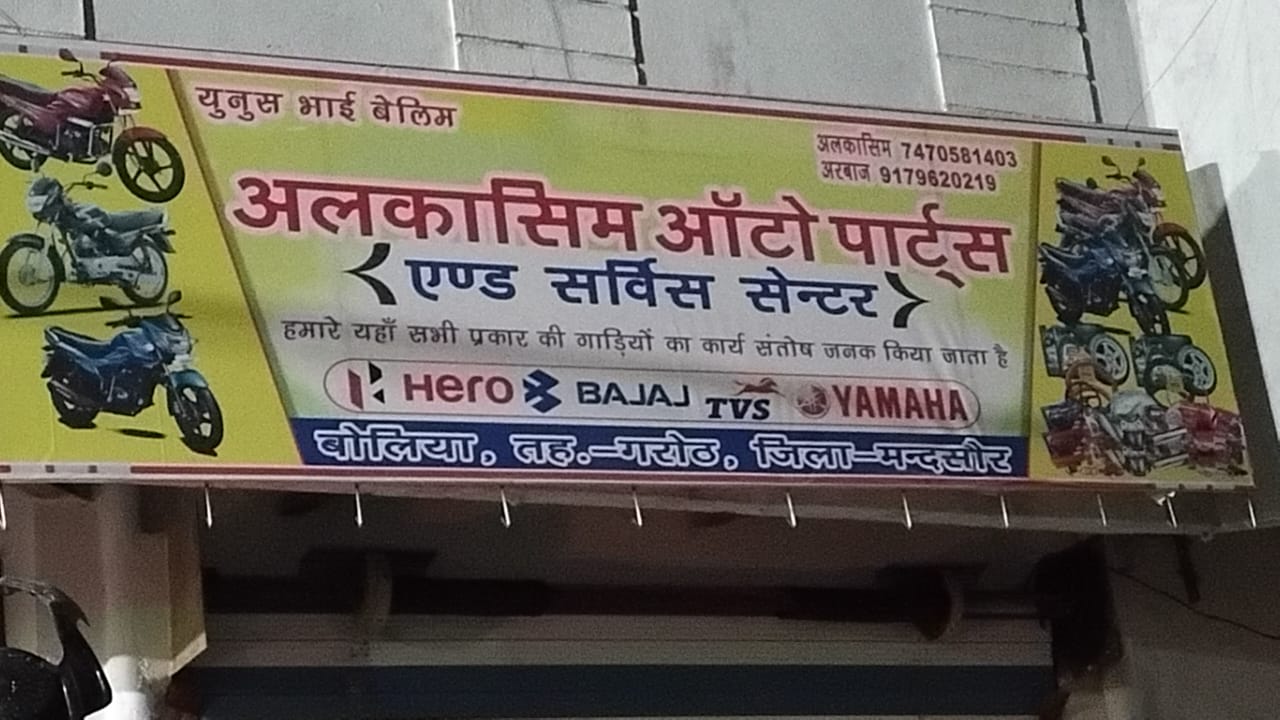 युनुस भाई बेलिम
अलकासिम 7470581403
अरबाज 9179620219
अलकासिम ऑटो पार्ट्स
एण्ड सर्विस सेन्टर
हमारे यहाँ सभी प्रकार की गाड़ियों का कार्य संतोष जनक किया जाता है
Hero BAJAJ TVS YAMAHA
बोलिया, तह.-गरोठ, जिला-मन्दसौर